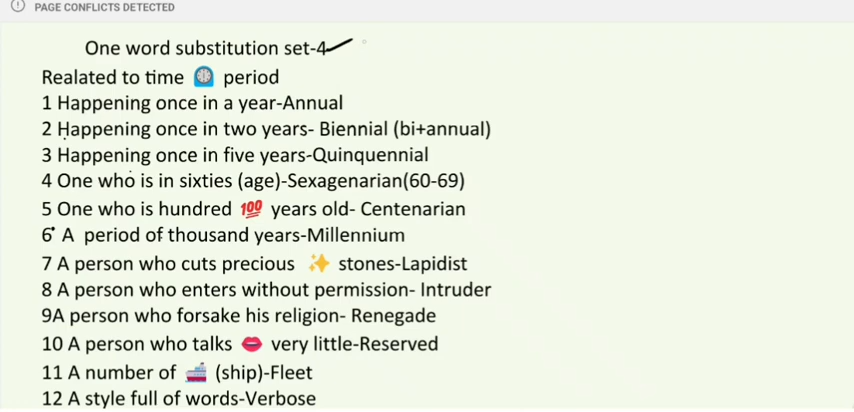 PAGE CONFLICTS DETECTED
One word substitution set-4
Realated to time 🕰 period
1 Happening once in a year-Annual
2 Happening once in two years- Biennial (bi+annual)
3 Happening once in five years-Quinquennial
4 One who is in sixties (age)-Sexagenarian(60-69)
5 One who is hundred 💯 years old- Centenarian
6 A  period of thousand years-Millennium
7 A person who cuts precious ✨ stones-Lapidist
8 A person who enters without permission- Intruder
9A person who forsake his religion- Renegade
10 A person who talks 👄 very little-Reserved
11 A number of 🚢 (ship)-Fleet
12 A style full of words-Verbose